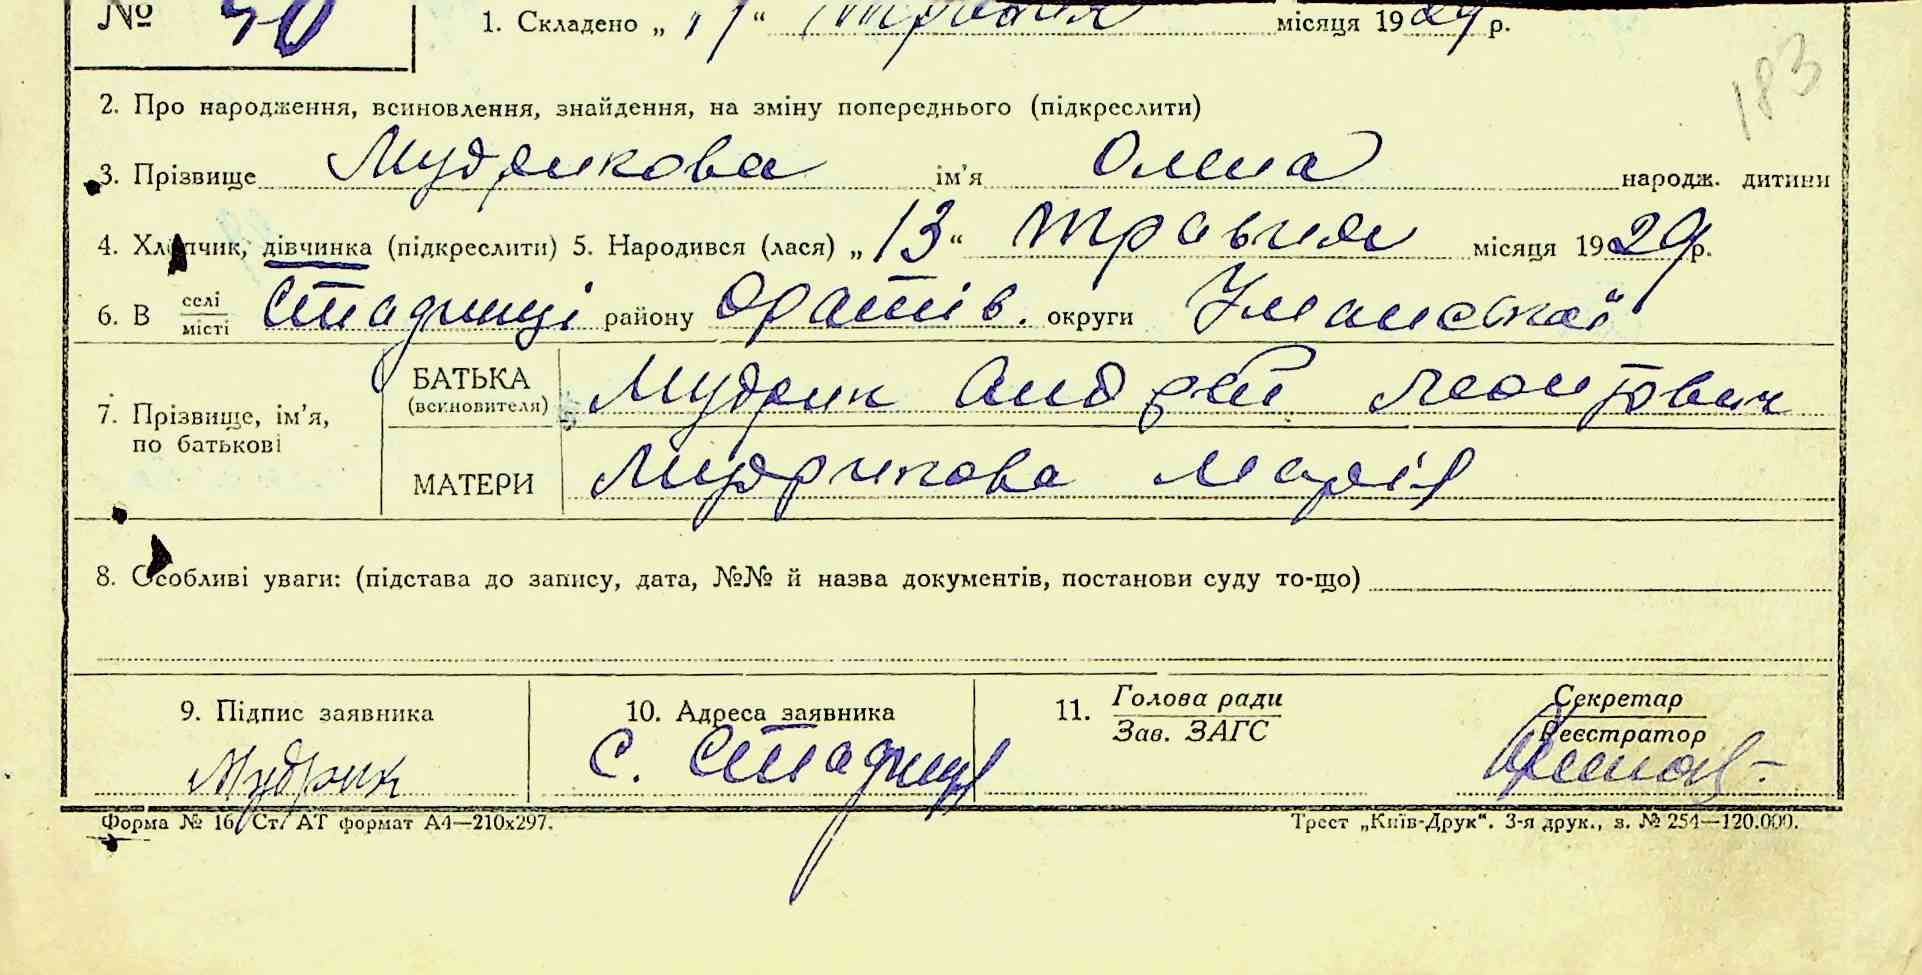 № 40 1. Складено „17“ травня місяця 1929 р.
183
2. Про народження, всиновлення, знайдення, на зміну попереднього (підкреслити)
3. Прізвище Мудрикова ім’я Олена народж. дитини
4. Хлопчик, дівчинка (підкреслити) 5. Народився (лася) „13“ травня місяця 1929 р.
6. В селі/місті Стадниці району Оратів. округи Уманської
7. Прізвище, ім’я, по батькові
БАТЬКА (всиновителя) Мудрик Андрій Леонтович
МАТЕРИ Мудрикова Марія
8. Особливі уваги: (підстава до запису, дата, №№ й назва документів, постанови суду то-що)
9. Підпис заявника 10. Адреса заявника 11. Голова ради Секретар
Зав. ЗАГС Реєстратор
Мудрик с. Стадниця
Форма № 16. Ст. АТ формат А4—210х297. Трест „Київ-Друк“. 3-я друк., з. № 254—120.000.